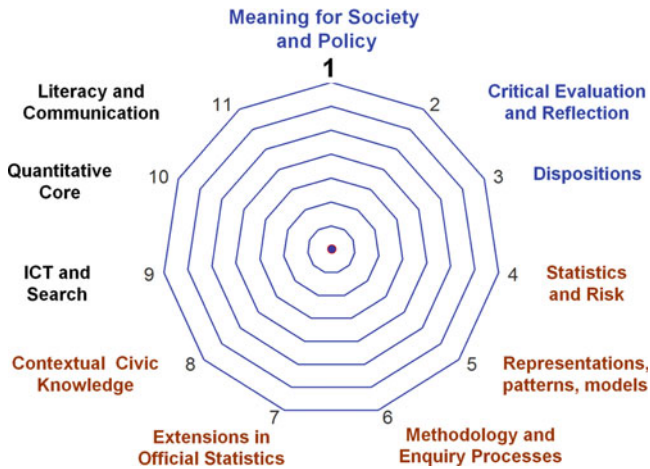 Meaning for Society
and Policy
1
2
Critical Evaluation
and Reflection
3
Dispositions
4
Statistics
and Risk
5
Representations,
patterns, models
6
Methodology and
Enquiry Processes
7
Extensions in
Official Statistics
8
Contextual Civic
Knowledge
9
ICT and
Search
10
Quantitative
Core
11
Literacy and
Communication